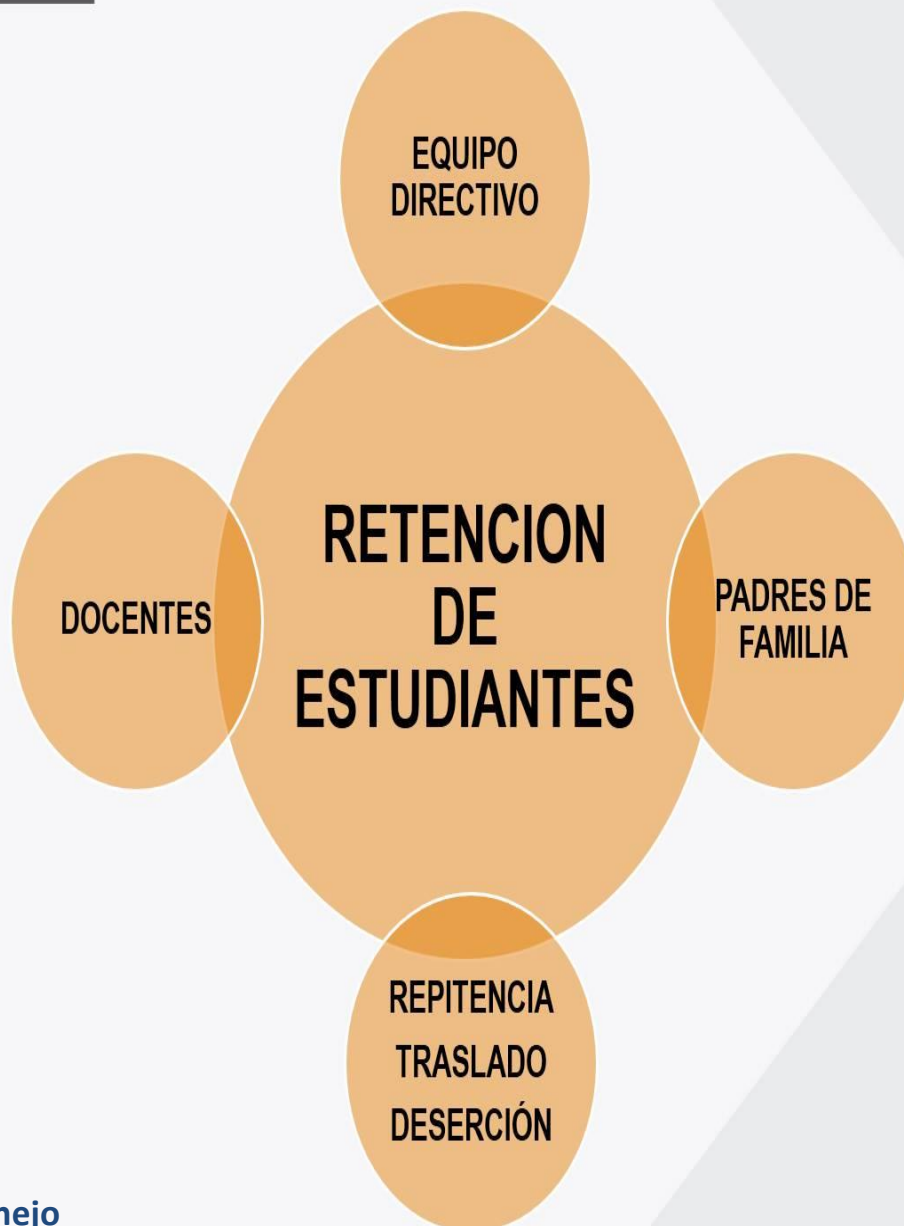 EQUIPO
DIRECTIVO
RETENCION
DE
ESTUDIANTES
DOCENTES
PADRES DE
FAMILIA
REPITENCIA
TRASLADO
DESERCIÓN